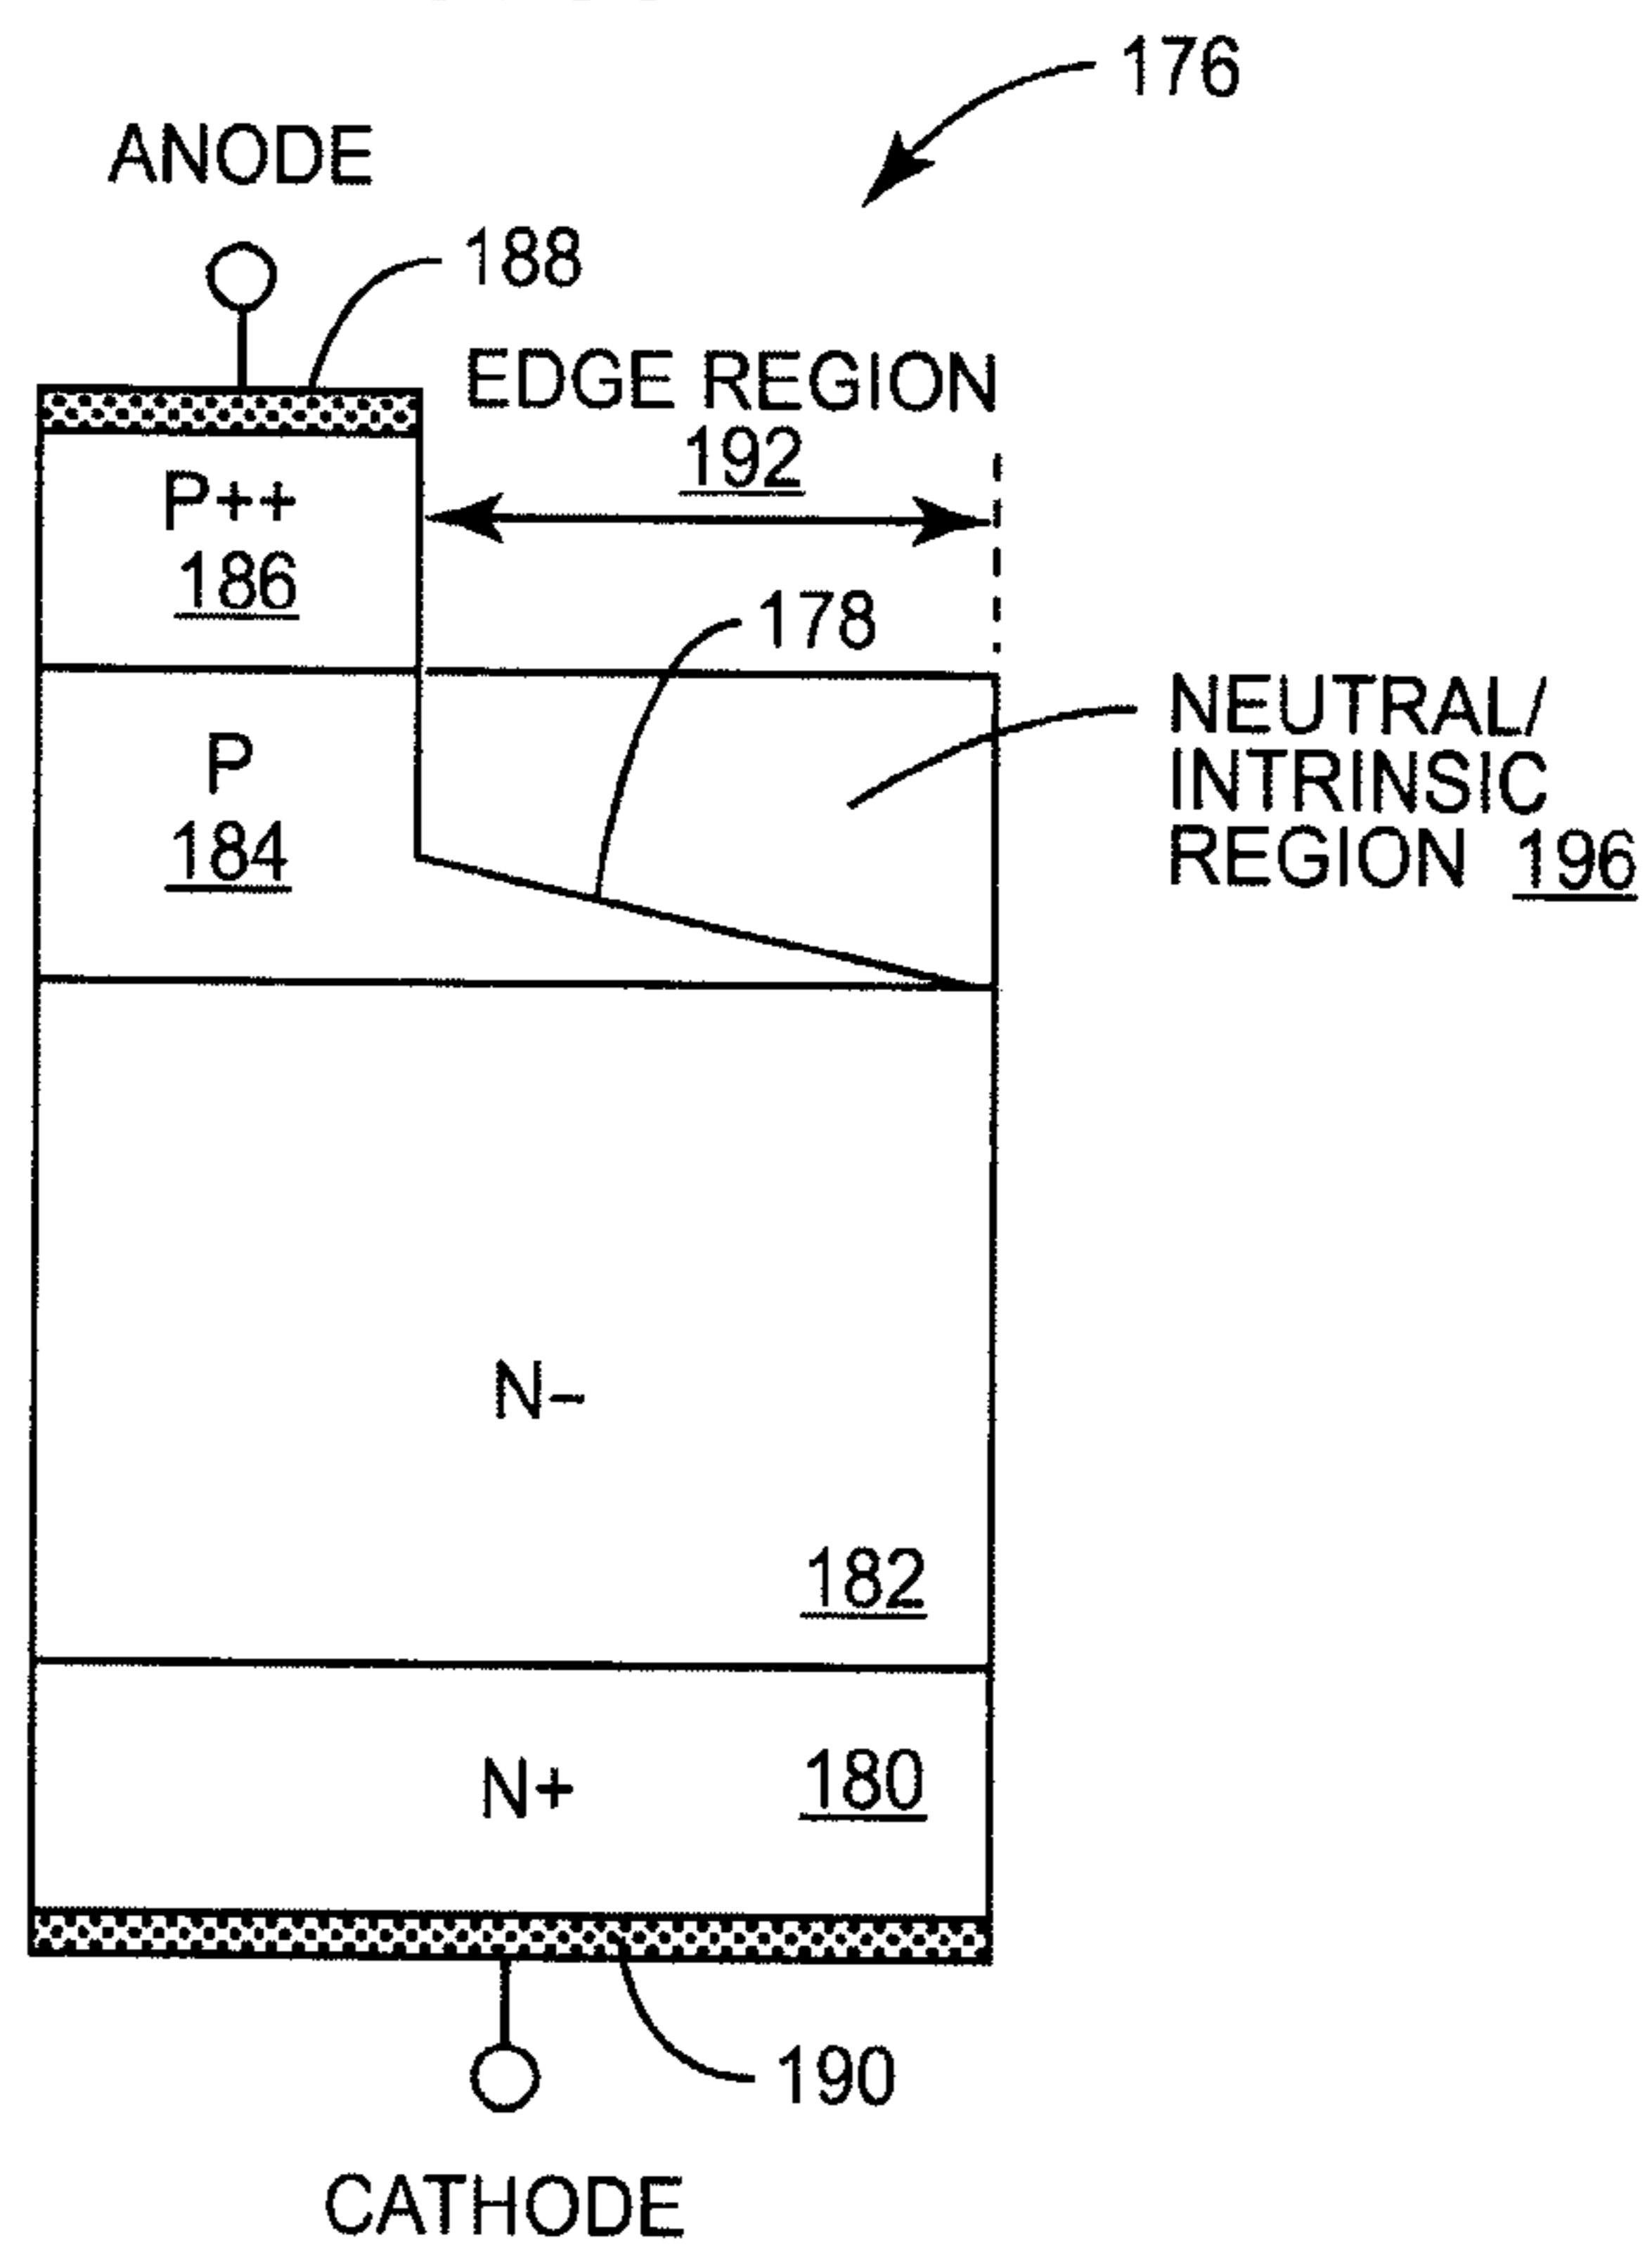 176
ANODE
188
EDGE REGION
192
P++
186
178
NEUTRAL/
INTRINSIC
REGION 196
P
184
N–
182
N+
180
190
CATHODE